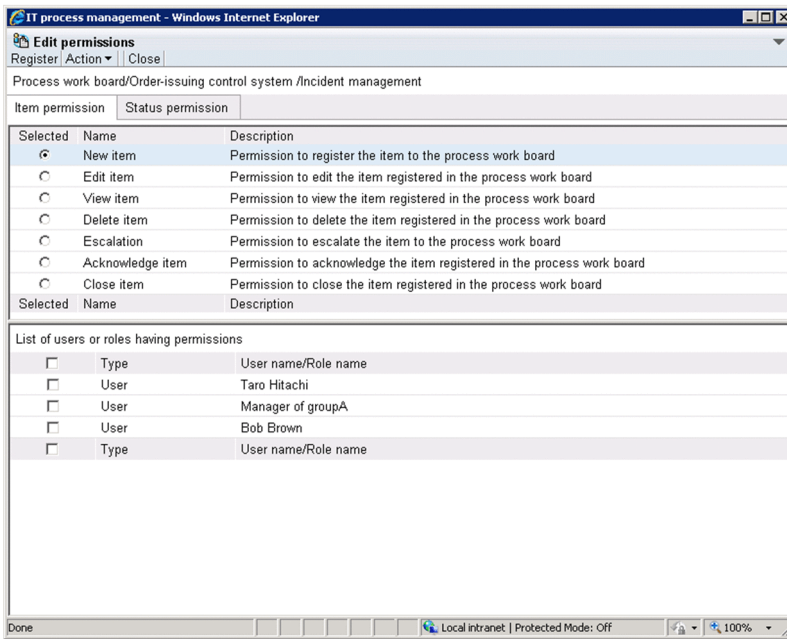 IT process management - Windows Internet Explorer
Edit permissions
Register Action Close
Process work board/Order-issuing control system /Incident management
Item permission Status permission
Selected Name Description
New item Permission to register the item to the process work board
Edit item Permission to edit the item registered in the process work board
View item Permission to view the item registered in the process work board
Delete item Permission to delete the item registered in the process work board
Escalation Permission to escalate the item to the process work board
Acknowledge item Permission to acknowledge the item registered in the process work board
Close item Permission to close the item registered in the process work board
Selected Name Description
List of users or roles having permissions
Type User name/Role name
User Taro Hitachi
User Manager of groupA
User Bob Brown
Type User name/Role name
Done Local intranet | Protected Mode: Off 100%